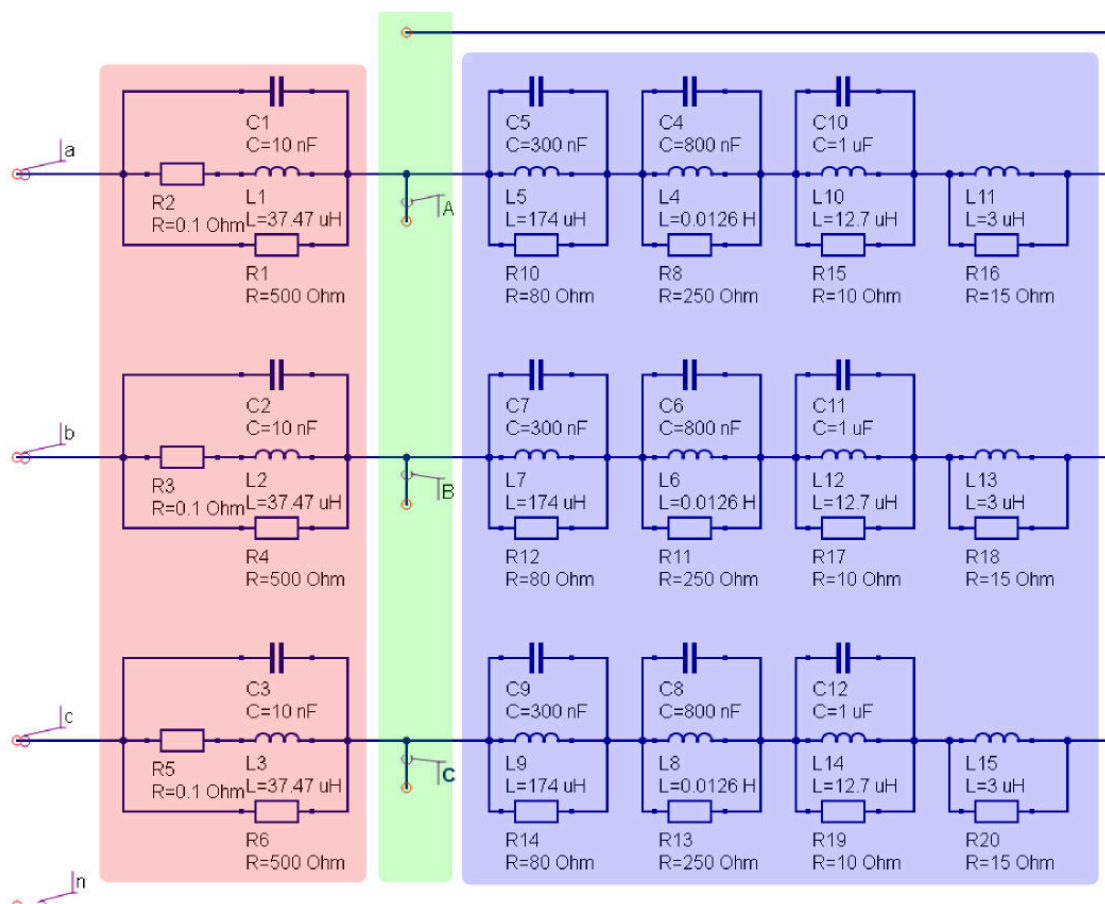 a
C1
C=10 nF
R2
R=0.1 Ohm
L1
L=37.47 uH
R1
R=500 Ohm
A
C5
C=300 nF
L5
L=174 uH
R10
R=80 Ohm
C4
C=800 nF
L4
L=0.0126 H
R8
R=250 Ohm
C10
C=1 uF
L10
L=12.7 uH
R15
R=10 Ohm
L11
L=3 uH
R16
R=15 Ohm
b
C2
C=10 nF
R3
R=0.1 Ohm
L2
L=37.47 uH
R4
R=500 Ohm
B
C7
C=300 nF
L7
L=174 uH
R12
R=80 Ohm
C6
C=800 nF
L6
L=0.0126 H
R11
R=250 Ohm
C11
C=1 uF
L12
L=12.7 uH
R17
R=10 Ohm
L13
L=3 uH
R18
R=15 Ohm
c
C3
C=10 nF
R5
R=0.1 Ohm
L3
L=37.47 uH
R6
R=500 Ohm
C
C9
C=300 nF
L9
L=174 uH
R14
R=80 Ohm
C8
C=800 nF
L8
L=0.0126 H
R13
R=250 Ohm
C12
C=1 uF
L14
L=12.7 uH
R19
R=10 Ohm
L15
L=3 uH
R20
R=15 Ohm
n